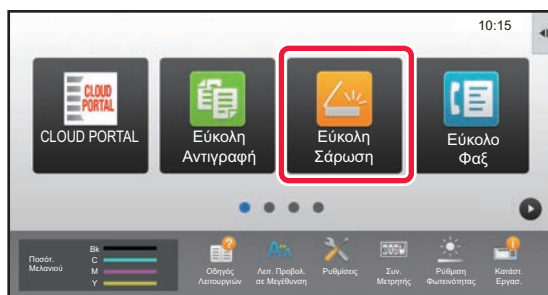 10:15
CLOUD
PORTAL
CLOUD PORTAL
Εύκολη
Αντιγραφή
Εύκολη
Σάρωση
Εύκολο
Φαξ
Ποσότ.
Μελανιού
Bk
C
M
Y
Οδηγός
Λειτουργιών
Λειτ. Προβολ.
σε Μεγέθυνση
Ρυθμίσεις
Συν.
Μετρητής
Ρύθμιση
Φωτεινότητας
Κατάστ.
Εργασ.